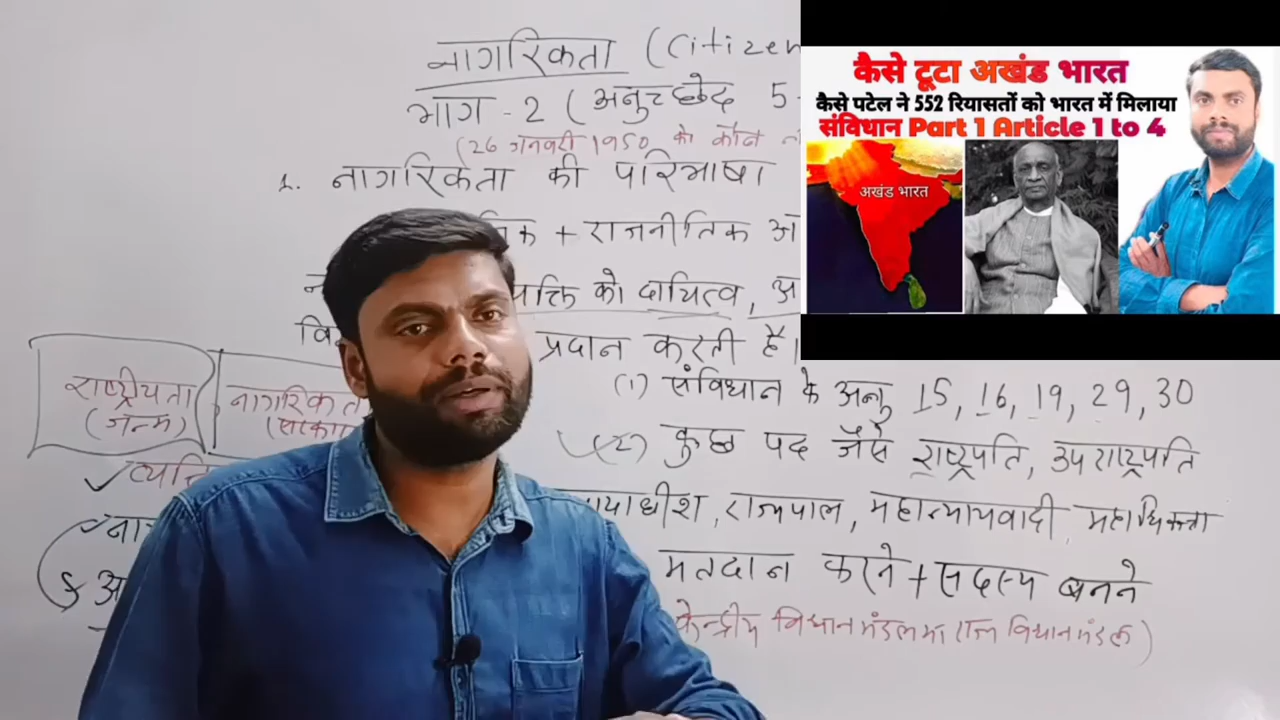 नागरिकता (Citizen
भाग - 2 (अनुच्छेद 5-
(26 जनवरी 1950 को कौन
1. नागरिकता की परिभाषा
+ राजनीतिक
को दायित्व,
प्रदान करती है।
राष्ट्रीयता
(जन्म)
नागरिकता
(1) संविधान के अनु 15, 16, 19, 29, 30
(2) कुछ पद जैसे राष्ट्रपति, उपराष्ट्रपति
राज्यपाल, महान्यायवादी, महाधिवक्ता
मतदान करने + सदस्य बनने
केन्द्रीय विधानमंडल या राज्य विधानमंडल)
कैसे टूटा अखंड भारत
कैसे पटेल ने 552 रियासतों को भारत में मिलाया
संविधान Part 1 Article 1 to 4
अखंड भारत